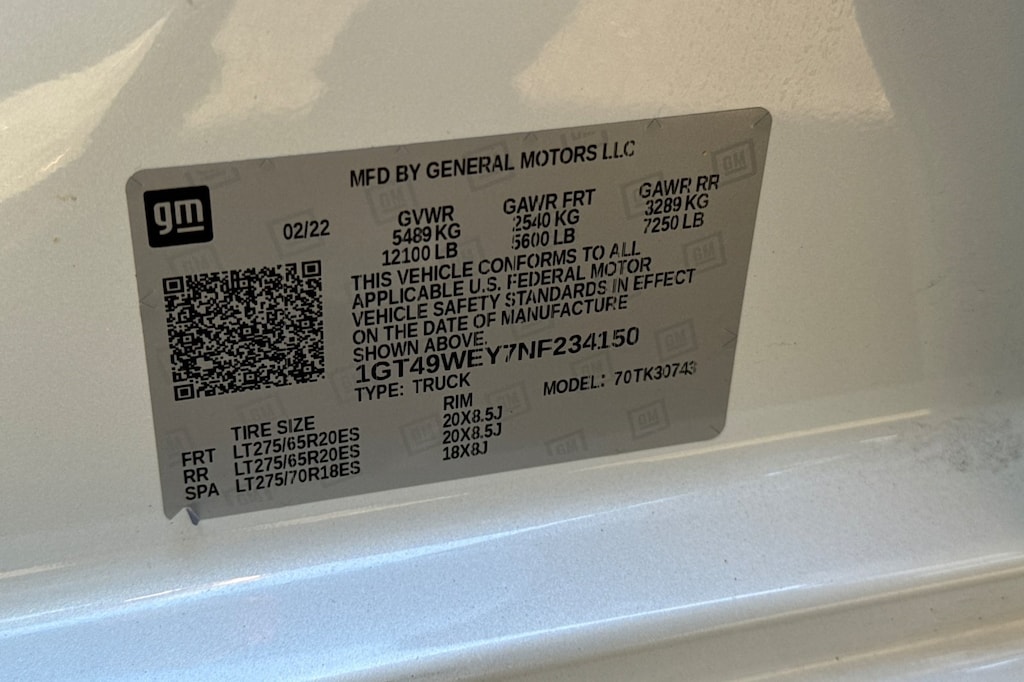 MFD BY GENERAL MOTORS LLC
gm
02/22
GVWR
5489 KG
12100 LB
GAWR FRT
2540 KG
5600 LB
GAWR RR
3289 KG
7250 LB
THIS VEHICLE CONFORMS TO ALL
APPLICABLE U.S. FEDERAL MOTOR
VEHICLE SAFETY STANDARDS IN EFFECT
ON THE DATE OF MANUFACTURE
SHOWN ABOVE.
1GT49WEY7NF234150
TYPE: TRUCK MODEL: 70TK30743
TIRE SIZE RIM
FRT LT275/65R20ES 20X8.5J
RR LT275/65R20ES 20X8.5J
SPA LT275/70R18ES 18X8J